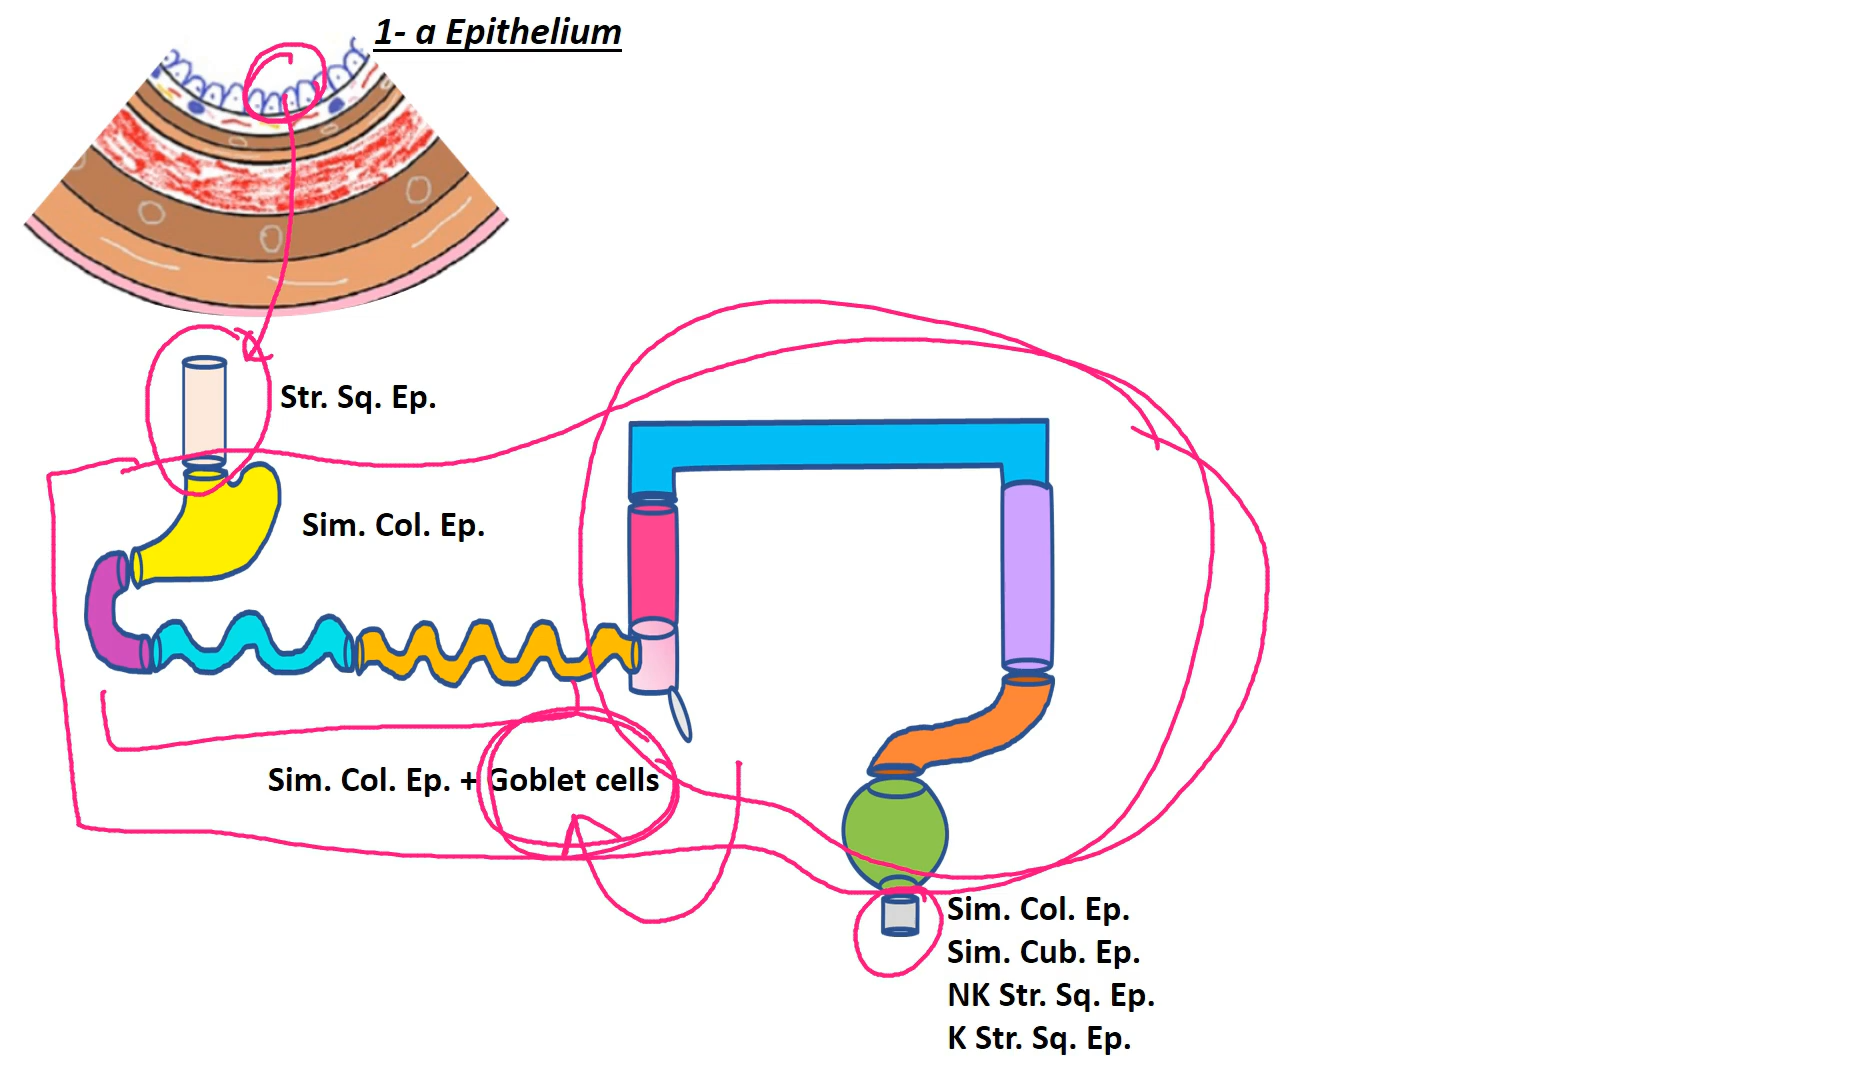 1- a Epithelium
Str. Sq. Ep.
Sim. Col. Ep.
Sim. Col. Ep. + Goblet cells
Sim. Col. Ep.
Sim. Cub. Ep.
NK Str. Sq. Ep.
K Str. Sq. Ep.